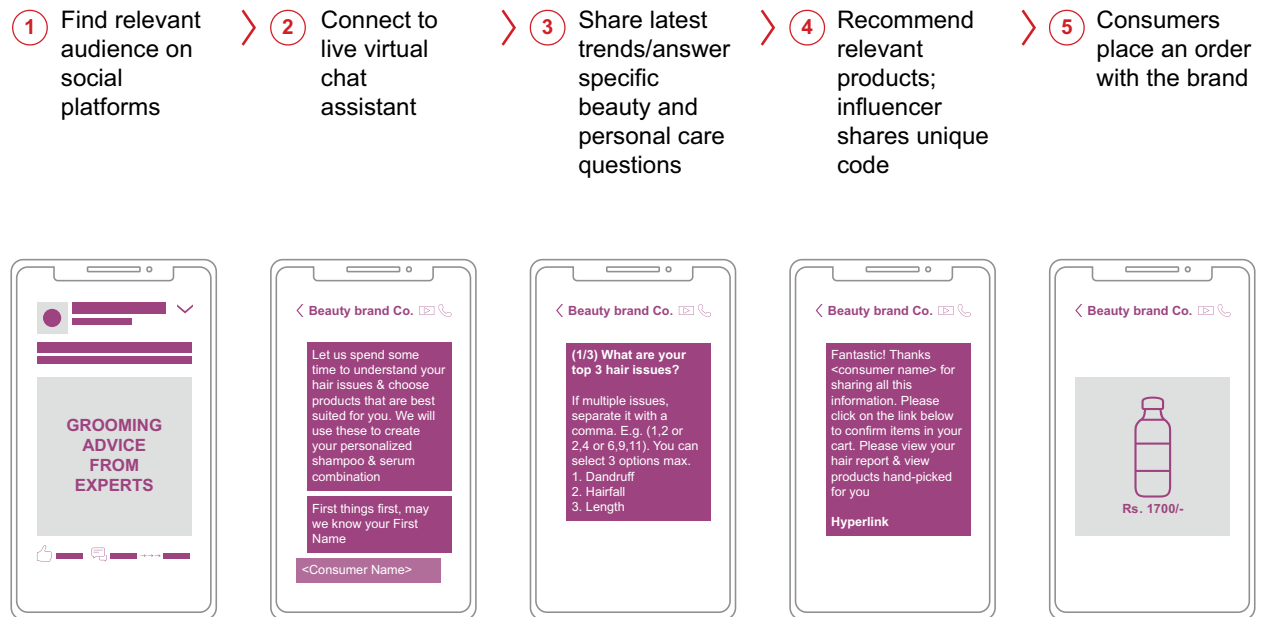 1
Find relevant
audience on
social
platforms
2
Connect to
live virtual
chat
assistant
3
Share latest
trends/answer
specific
beauty and
personal care
questions
4
Recommend
relevant
products;
influencer
shares unique
code
5
Consumers
place an order
with the brand
GROOMING
ADVICE
FROM
EXPERTS
Beauty brand Co.
Let us spend some
time to understand your
hair issues & choose
products that are best
suited for you. We will
use these to create
your personalized
shampoo & serum
combination
First things first, may
we know your First
Name
<Consumer Name>
Beauty brand Co.
(1/3) What are your
top 3 hair issues?
If multiple issues,
separate it with a
comma. E.g. (1,2 or
2,4 or 6,9,11). You can
select 3 options max.
1. Dandruff
2. Hairfall
3. Length
Beauty brand Co.
Fantastic! Thanks
<consumer name> for
sharing all this
information. Please
click on the link below
to confirm items in your
cart. Please view your
hair report & view
products hand-picked
for you
Hyperlink
Beauty brand Co.
Rs. 1700/-